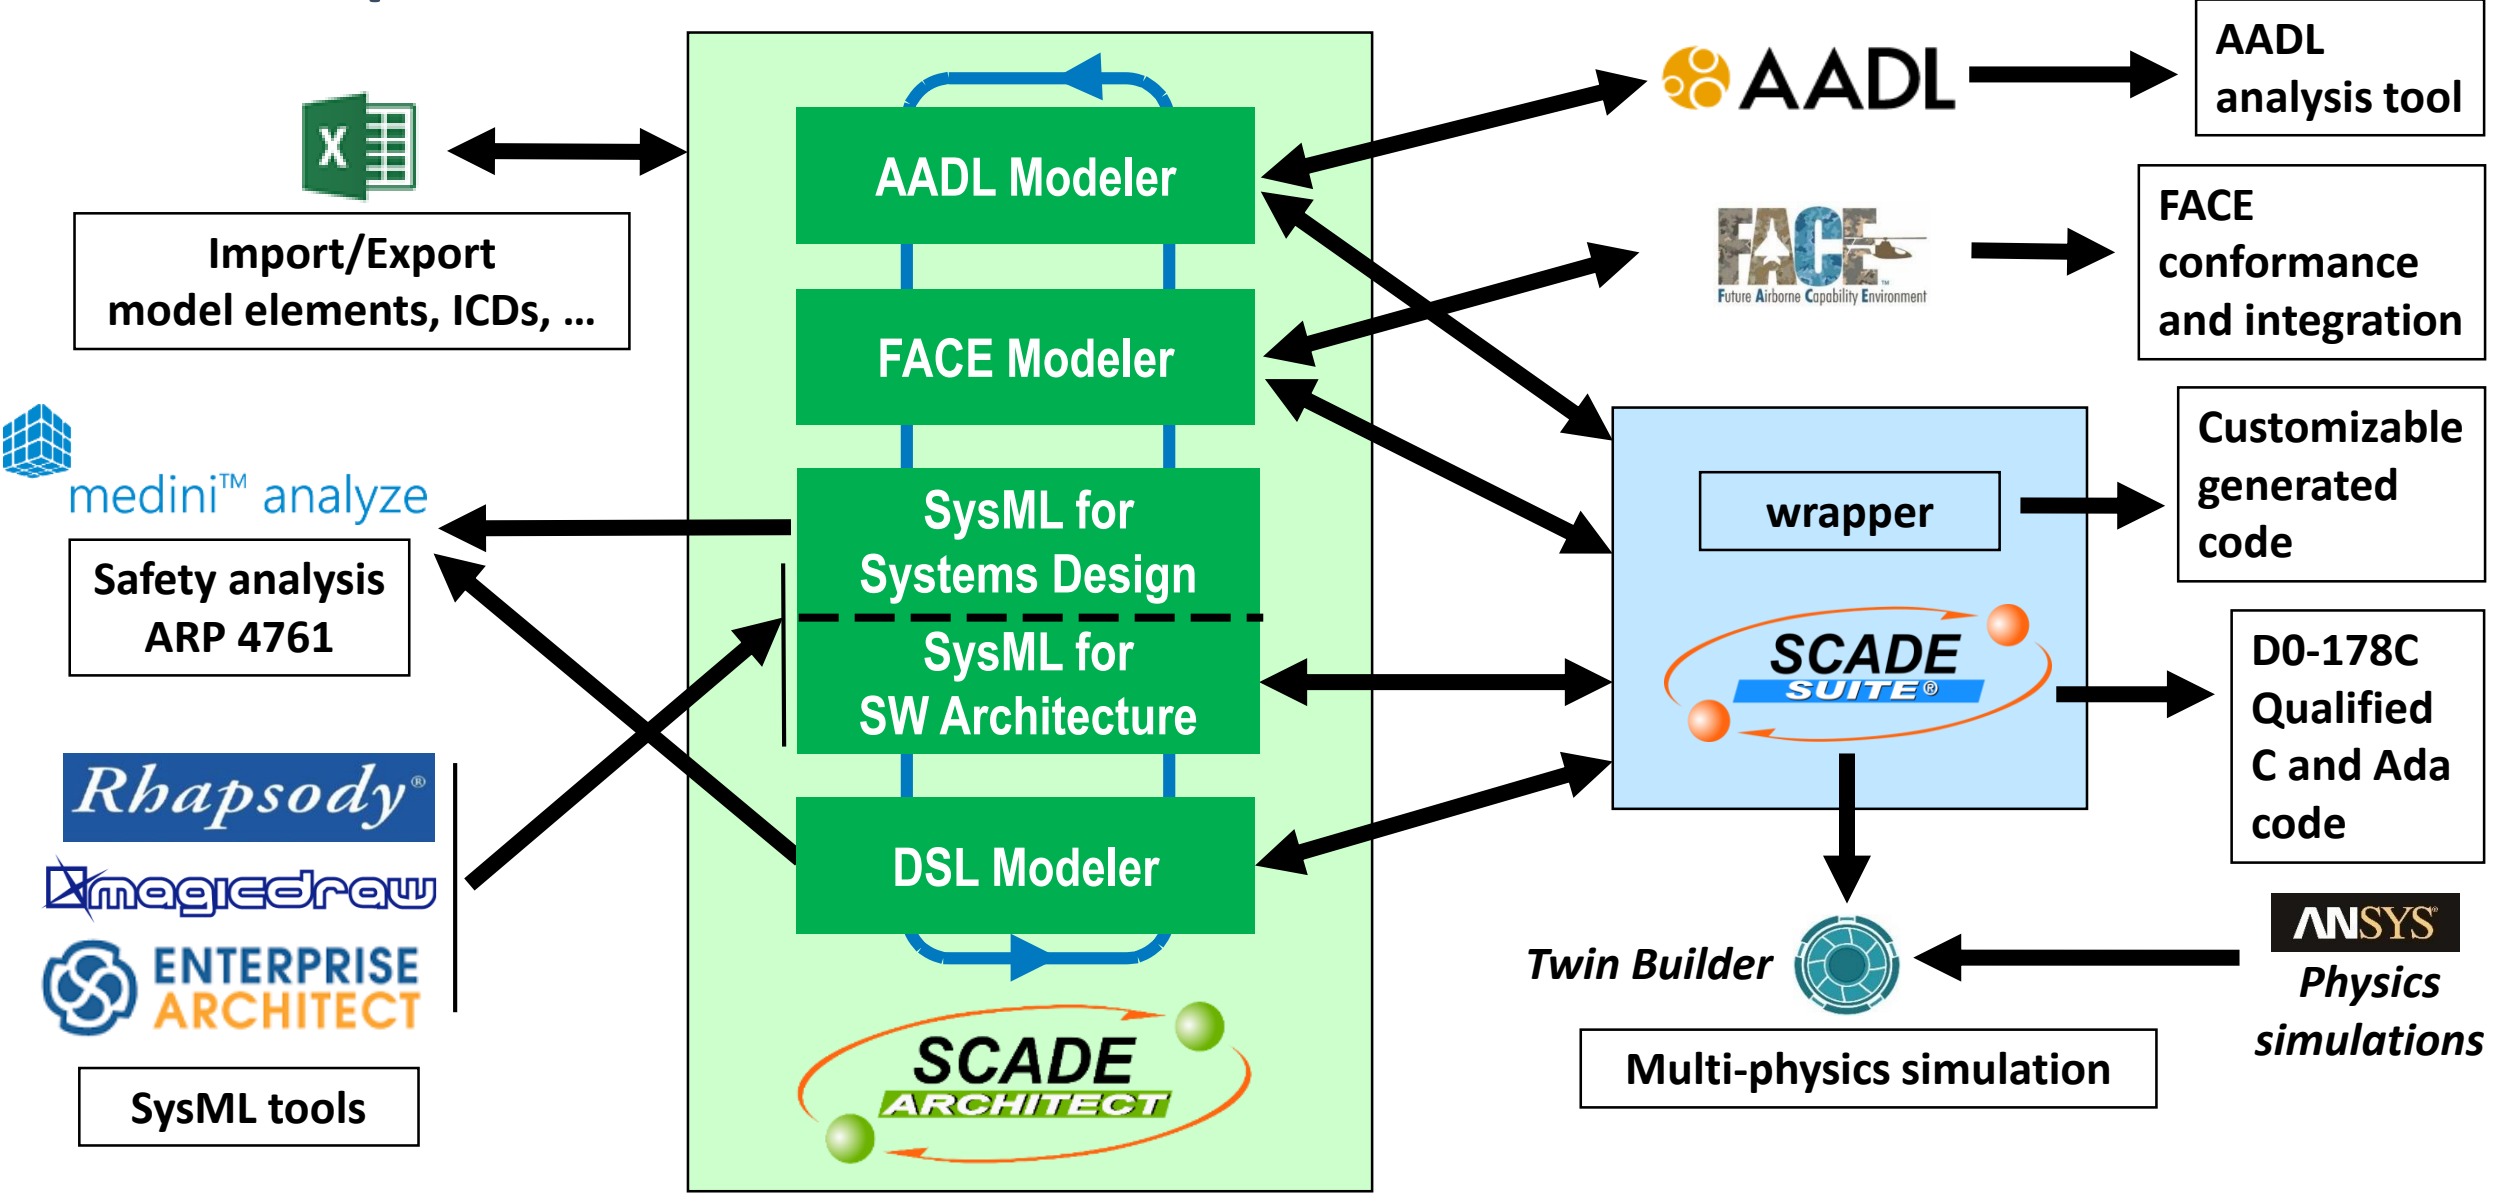 Import/Export
model elements, ICDs, ...
medini™ analyze
Safety analysis
ARP 4761
Rhapsody®
magicdraw
ENTERPRISE
ARCHITECT
SysML tools
AADL Modeler
FACE Modeler
SysML for
Systems Design
SysML for
SW Architecture
DSL Modeler
SCADE
ARCHITECT
AADL
AADL
analysis tool
FACE™
Future Airborne Capability Environment
FACE
conformance
and integration
wrapper
SCADE
SUITE®
Customizable
generated
code
D0-178C
Qualified
C and Ada
code
Twin Builder
Multi-physics simulation
ANSYS®
Physics
simulations